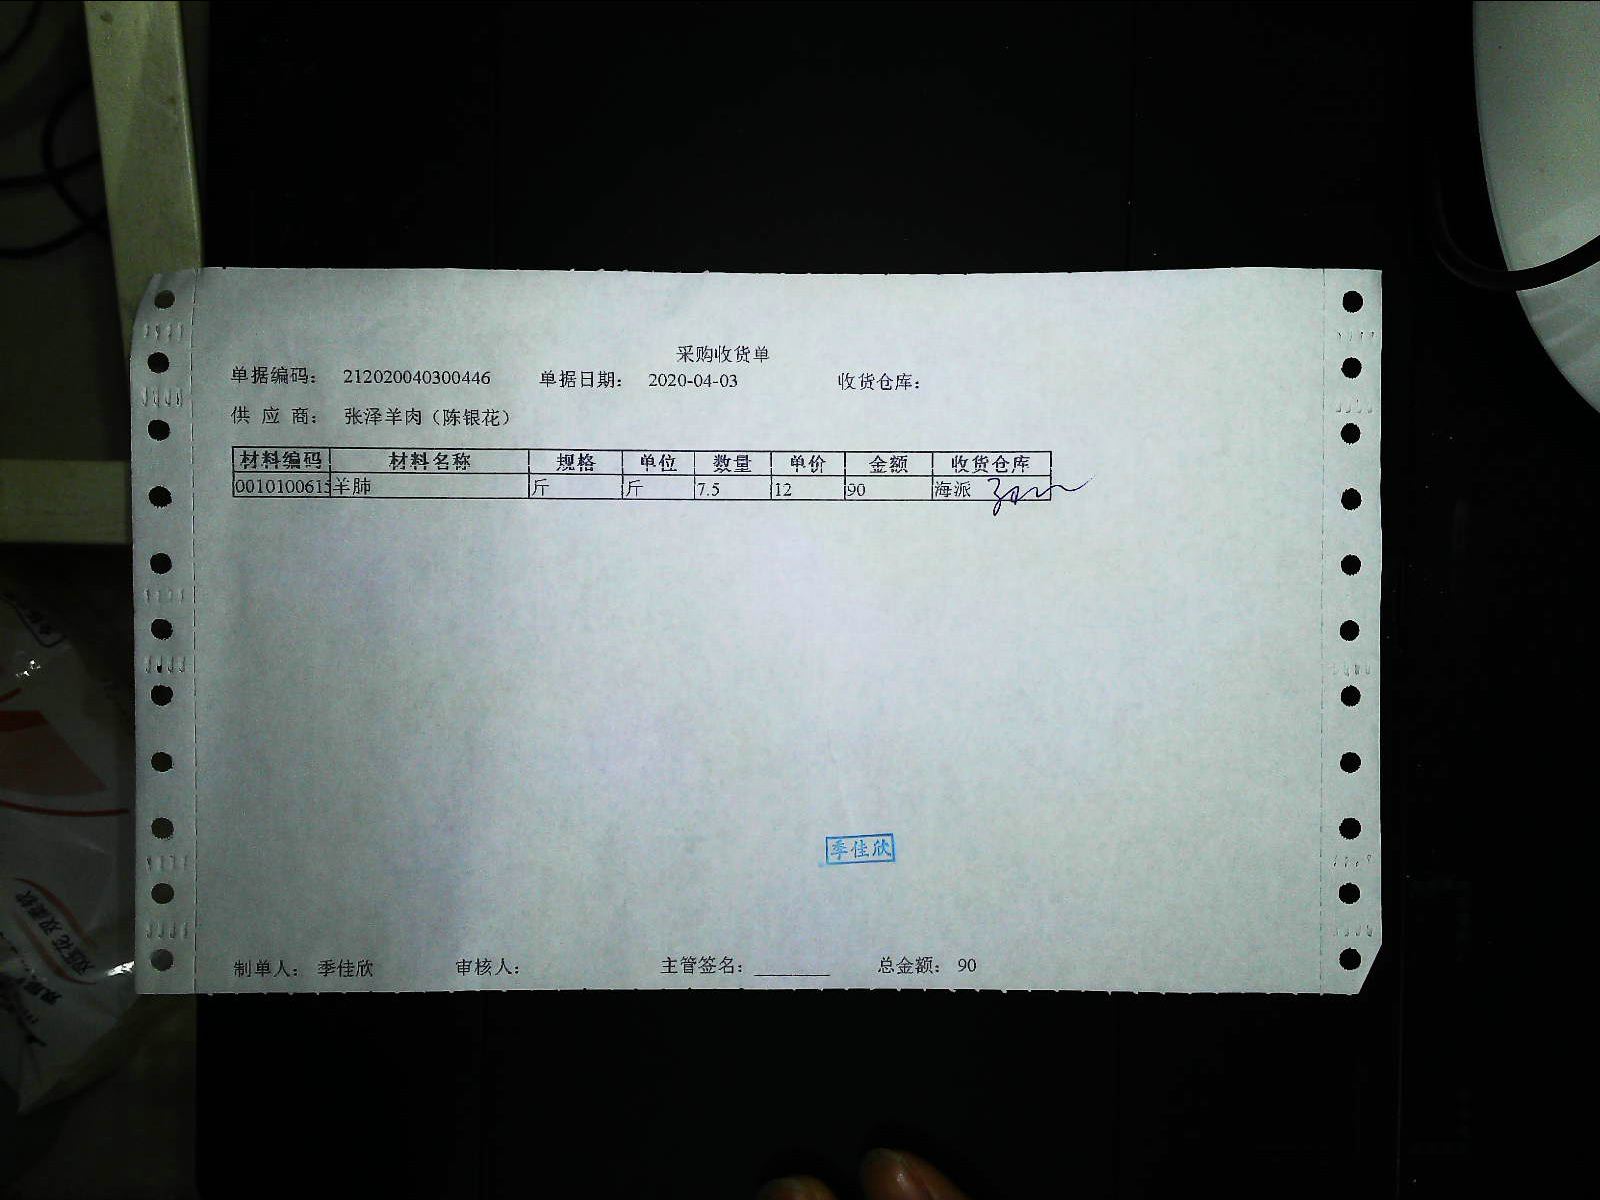 采购收货单
单据编码： 212020040300446 单据日期： 2020-04-03 收货仓库：
供 应 商： 张泽羊肉（陈银花）
材料编码 材料名称 规格 单位 数量 单价 金额 收货仓库
0010100615 羊肺 斤 斤 7.5 12 90 海派
季佳欣
制单人： 季佳欣 审核人： 主管签名：_______ 总金额： 90